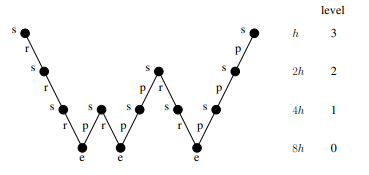 level
s s h 3
r p
s s s 2h 2
r p r p
s s s s s 4h 1
r p r p r p
e e e 8h 0